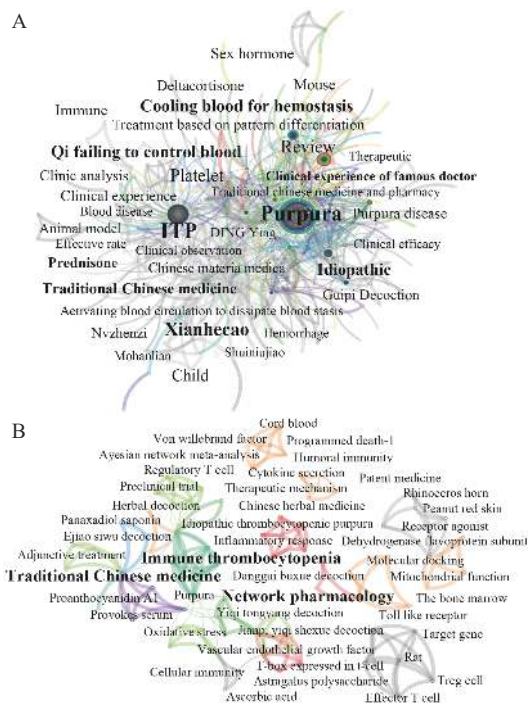 A
Sex hormone
Deltacortisone
Mouse
Cooling blood for hemostasis
Immune
Treatment based on pattern differentiation
Review
Qi failing to control blood
Therapeutic
Clinic analysis
Platelet
Clinical experience of famous doctor
Clinical experience
Traditional chinese medicine and pharmacy
Blood disease
Purpura
Purpura disease
Animal model
ITP
DING Ying
Effective rate
Clinical observation
Clinical efficacy
Prednisone
Chinese materia medica
Idiopathic
Traditional Chinese medicine
Guipi Decoction
Activating blood circulation to dissipate blood stasis
Nvzhenzi
Xianhecao
Hemorrhage
Mohanlian
Shuiniujiao
Child
B
Cord blood
Von willebrand factor
Programmed death-1
Ayesian network meta-analysis
Humoral immunity
Regulatory T cell
Cytokine secretion
Patent medicine
Preclinical trial
Therapeutic mechanism
Rhinoceros horn
Herbal decoction
Chinese herbal medicine
Peanut red skin
Panaxadiol saponia
Idiopathic thrombocytopenic purpura
Receptor agonist
Ejiao siwu decoction
Inflammatory response
Dehydrogenase flavoprotein subunit
Adjunctive treatment
Immune thrombocytopenia
Molecular docking
Traditional Chinese medicine
Danggui buxue decoction
Mitochondrial function
Proanthocyanidin A1
Purpura
Network pharmacology
The bone marrow
Provokes serum
Yiqi tongyang decoction
Toll like receptor
Oxidative stress
Jianp, yiqi shexue decoction
Target gene
Vascular endothelial growth factor
Cellular immunity
T-box expressed in t-cell
Rat
Astragalus polysaccharide
Treg cell
Ascorbic acid
Effector T cell